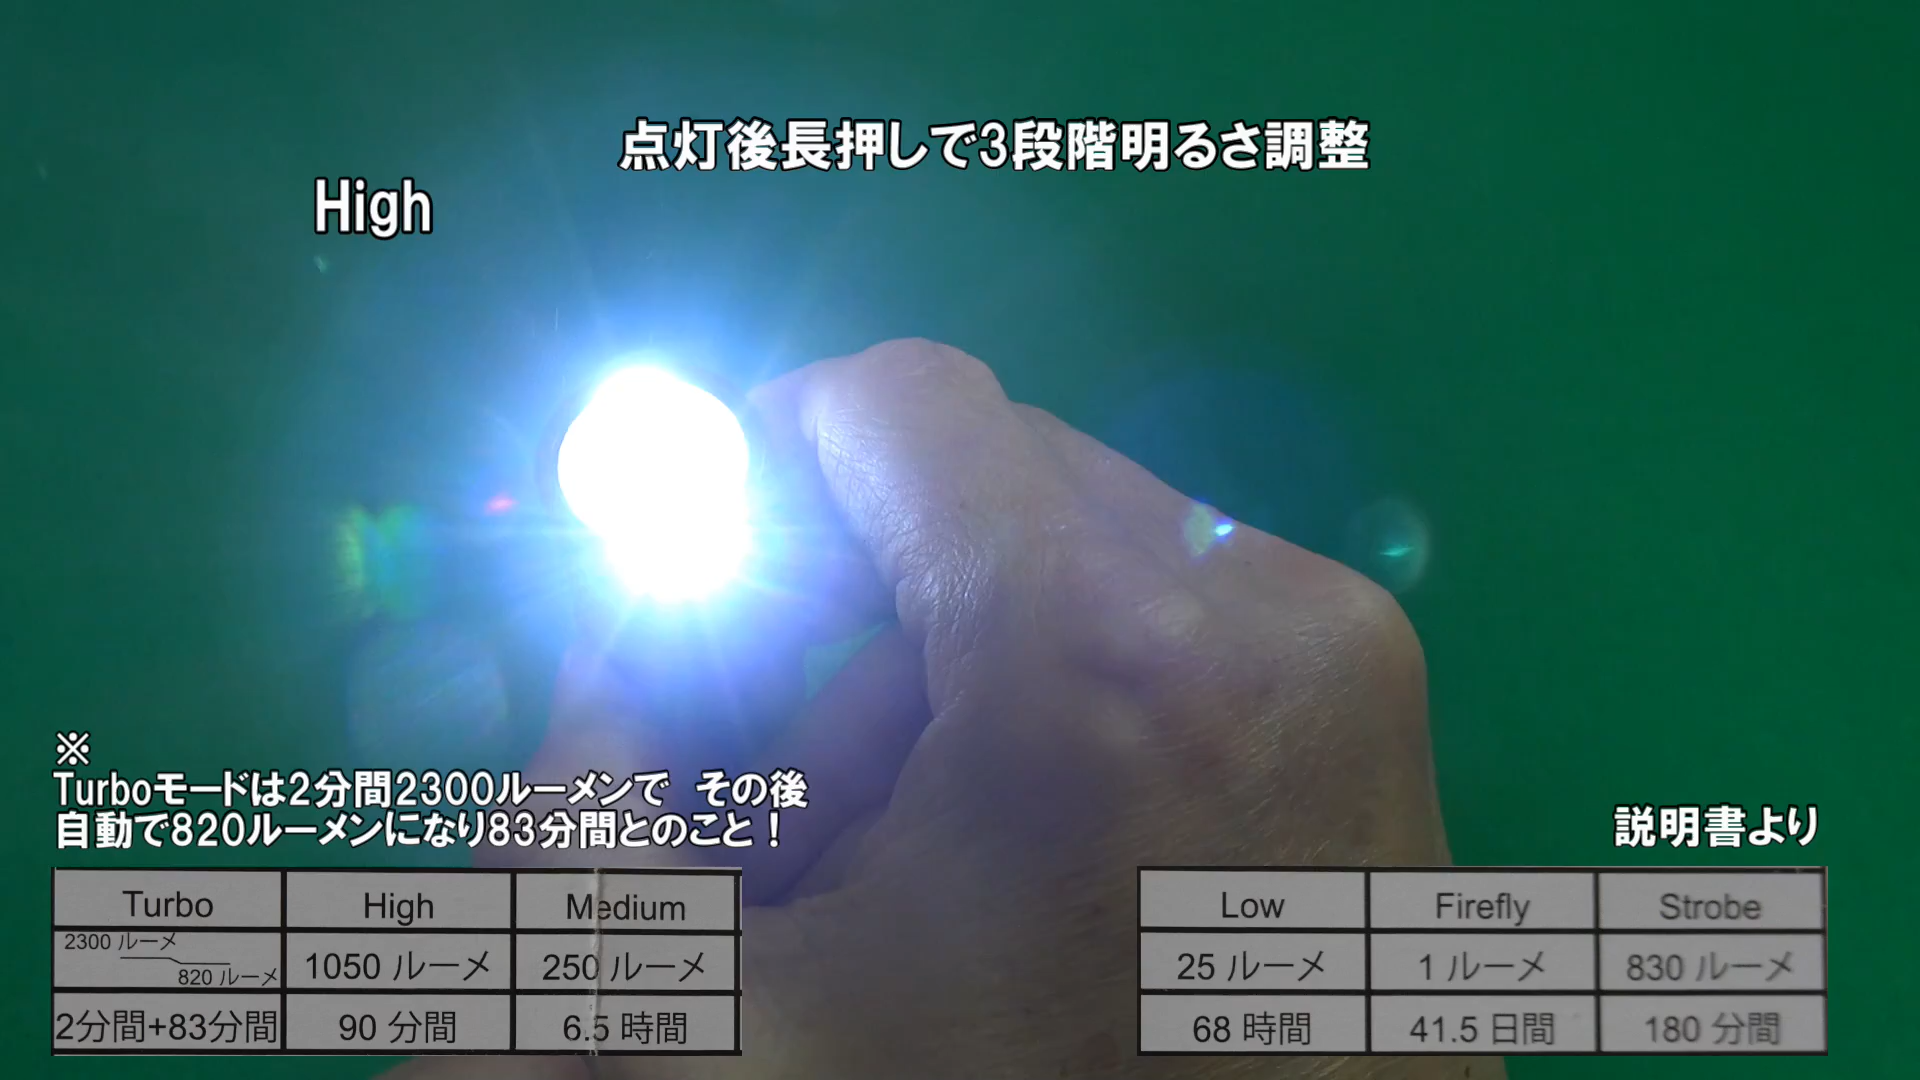 点灯後長押しで3段階明るさ調整
High
※
Turboモードは2分間2300ルーメンで その後
自動で820ルーメンになり83分間とのこと！
説明書より
Turbo High Medium
2300 ルーメ
820 ルーメ
1050 ルーメ 250 ルーメ
2分間+83分間 90 分間 6.5 時間
Low Firefly Strobe
25 ルーメ 1 ルーメ 830 ルーメ
68 時間 41.5 日間 180 分間